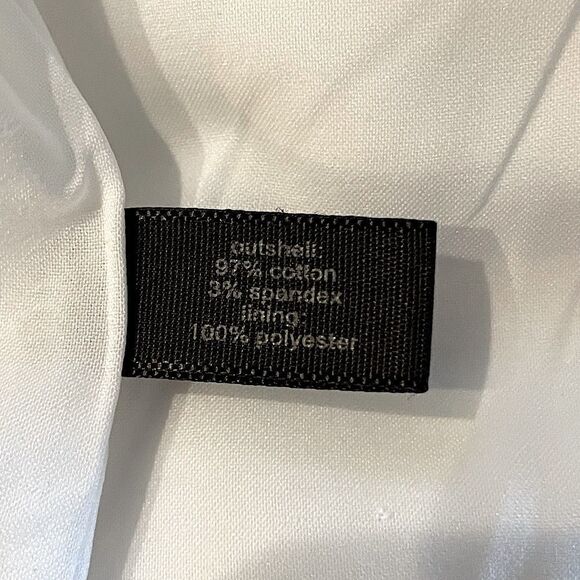 outshell:
97% cotton
3% spandex
lining:
100% polyester